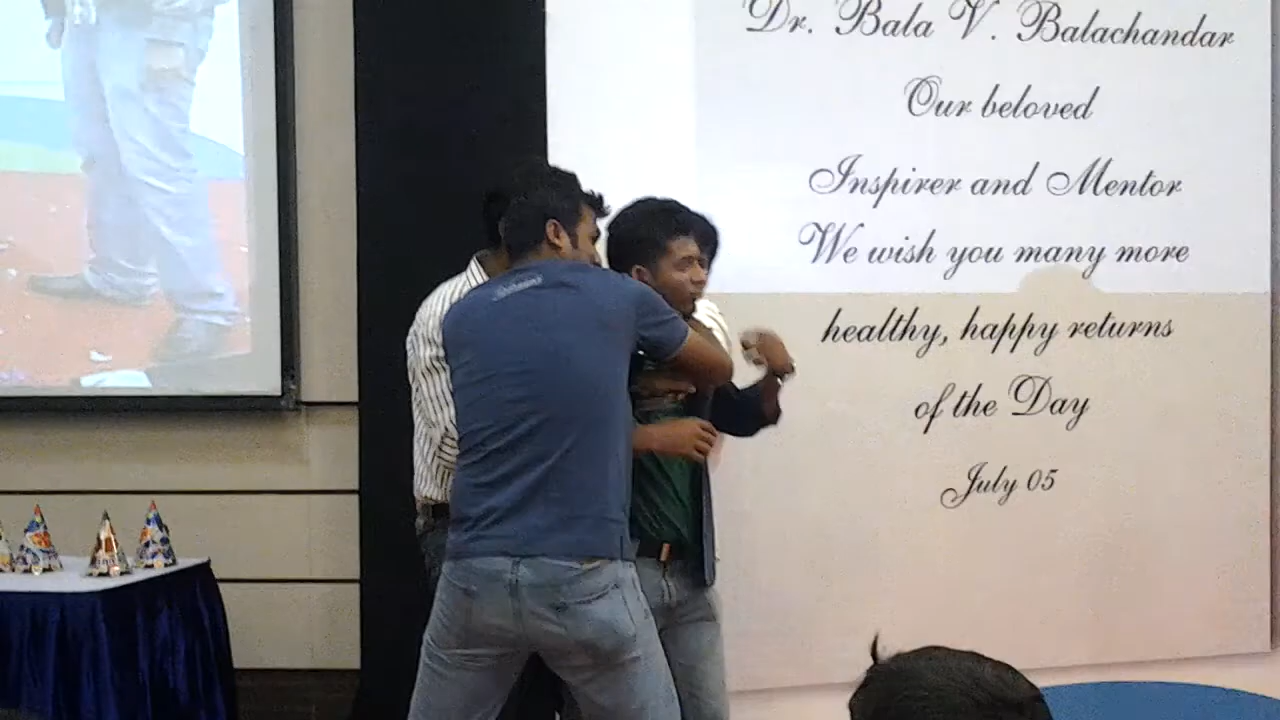 Dr. Bala V. Balachandar
Our beloved
Inspirer and Mentor
We wish you many more
healthy, happy returns
of the Day
July 05